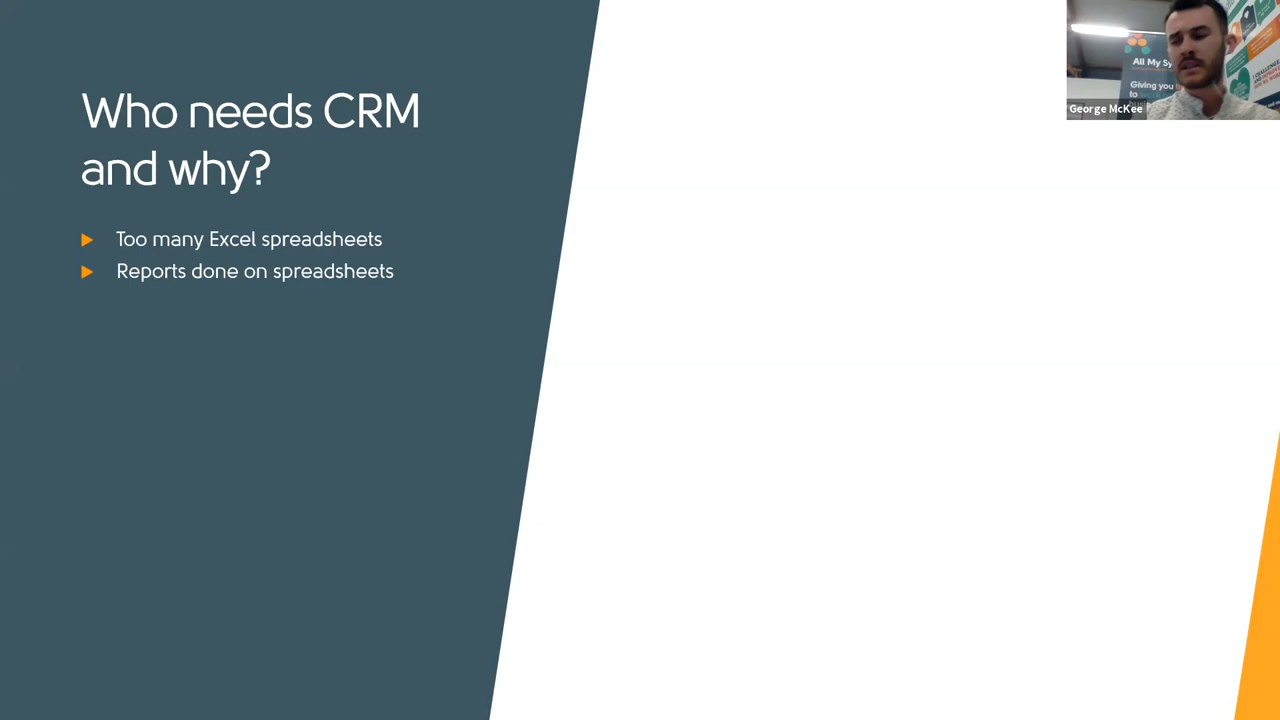 Who needs CRM
and why?
Too many Excel spreadsheets
Reports done on spreadsheets
All My
Giving you
to
George McKee